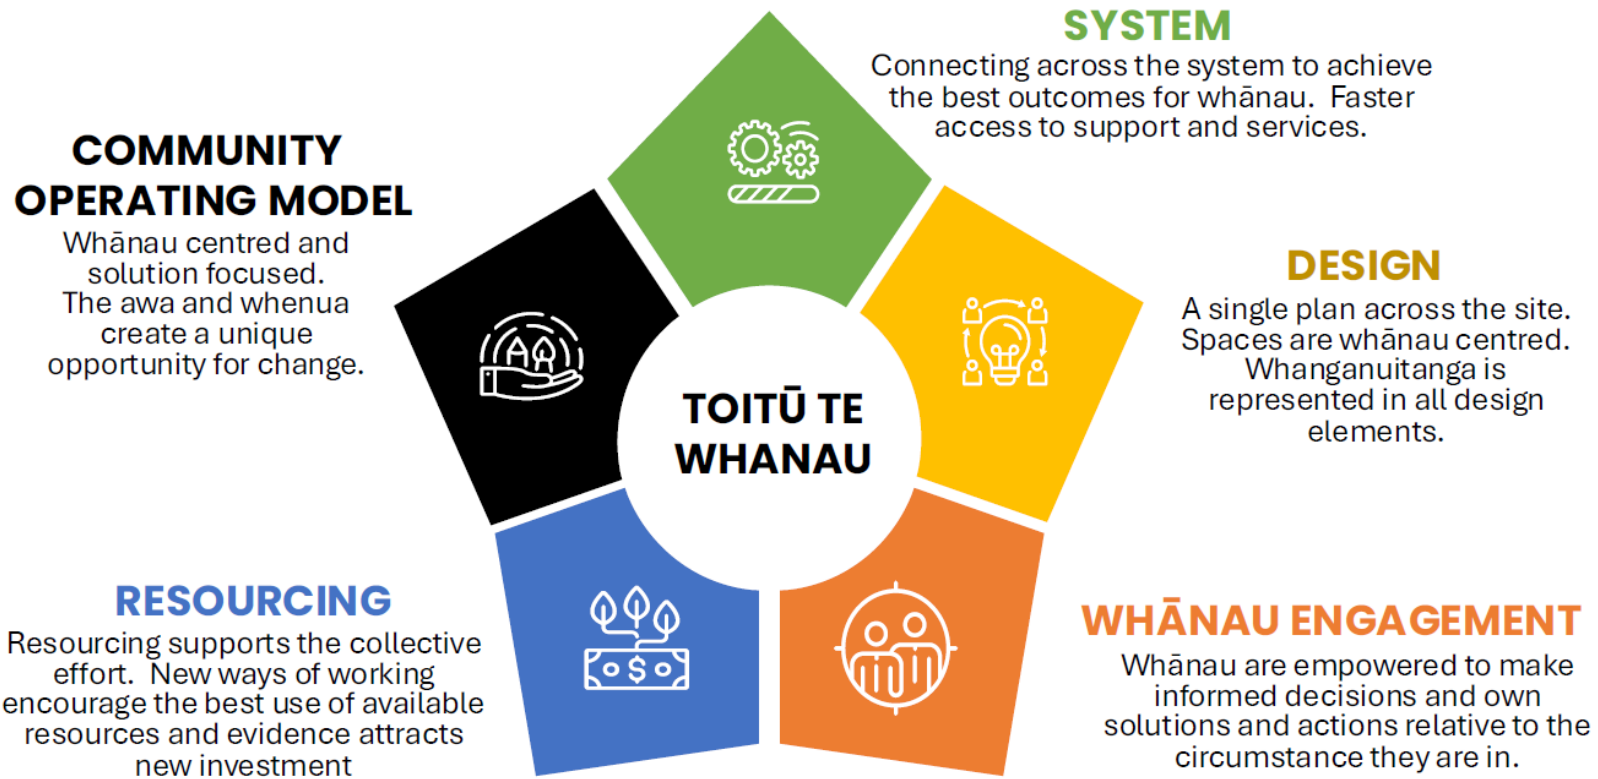 SYSTEM
Connecting across the system to achieve
the best outcomes for whānau.  Faster
access to support and services.
COMMUNITY
OPERATING MODEL
Whānau centred and
solution focused.
The awa and whenua
create a unique
opportunity for change.
DESIGN
A single plan across the site.
Spaces are whānau centred.
Whanganuitanga is
represented in all design
elements.
TOITŪ TE
WHANAU
RESOURCING
Resourcing supports the collective
effort.  New ways of working
encourage the best use of available
resources and evidence attracts
new investment
$
WHĀNAU ENGAGEMENT
Whānau are empowered to make
informed decisions and own
solutions and actions relative to the
circumstance they are in.